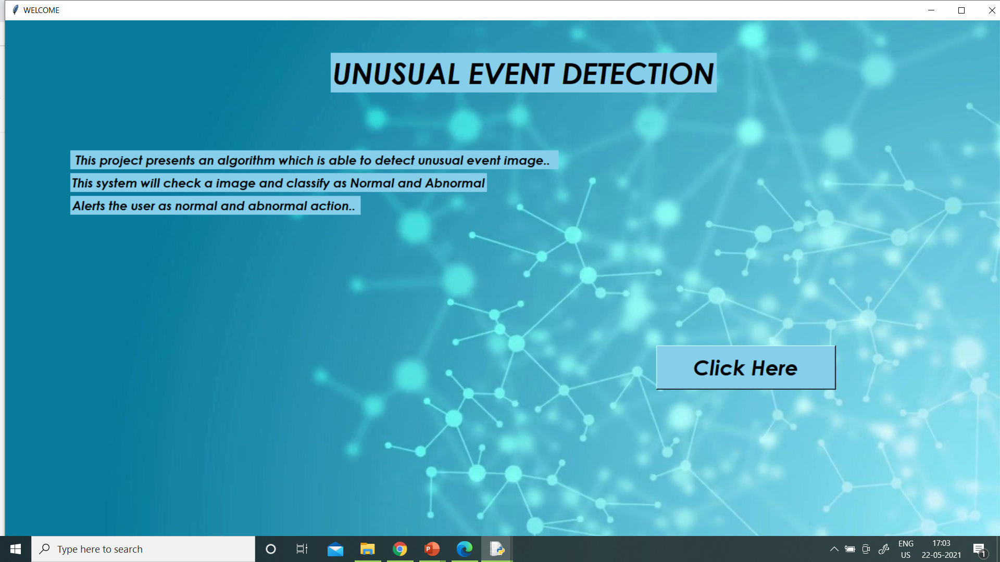 WELCOME
UNUSUAL EVENT DETECTION
This project presents an algorithm which is able to detect unusual event image..
This system will check a image and classify as Normal and Abnormal
Alerts the user as normal and abnormal action..
Click Here
Type here to search
P
ENG
US
17:03
22-05-2021
1